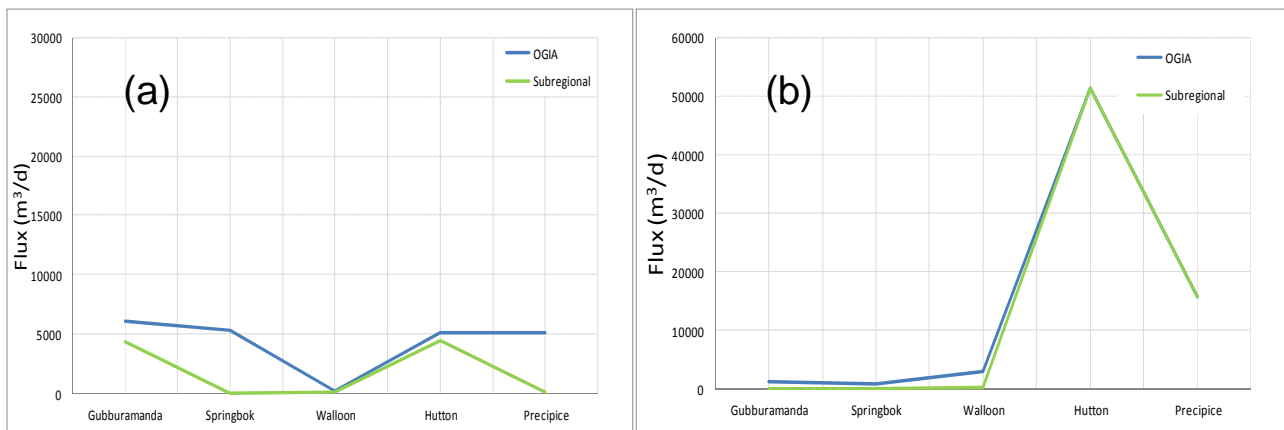 (a)
OGIA
Subregional
Flux (m³/d)
30000
25000
20000
15000
10000
5000
0
Gubburamanda Springbok Walloon Hutton Precipice
(b)
OGIA
Subregional
Flux (m³/d)
60000
50000
40000
30000
20000
10000
0
Gubburamanda Springbok Walloon Hutton Precipice